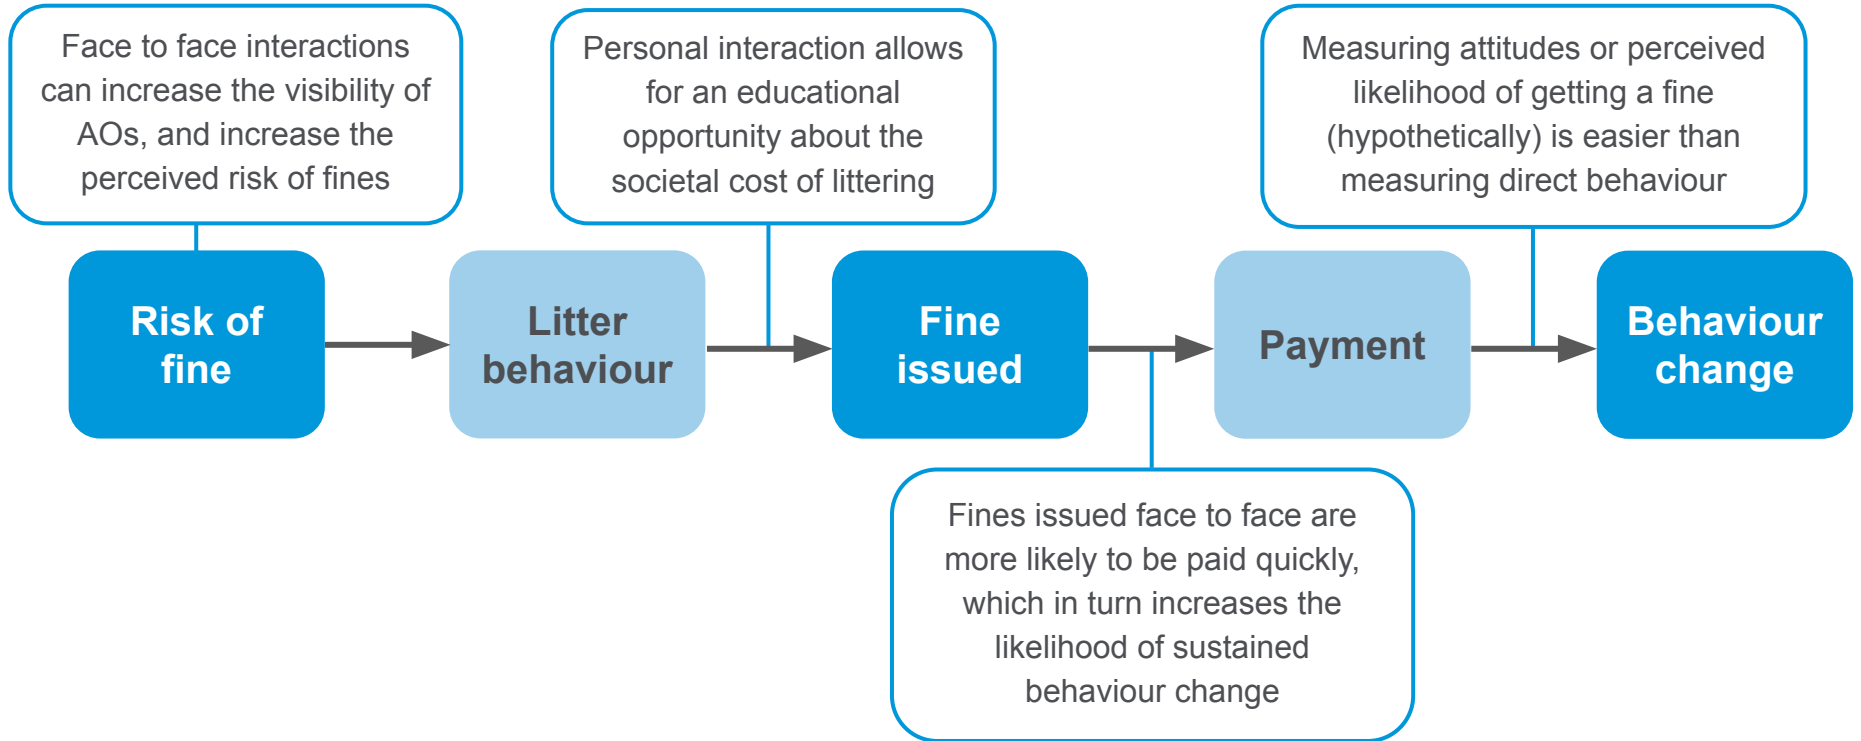 Face to face interactions
can increase the visibility of
AOs, and increase the
perceived risk of fines
Personal interaction allows
for an educational
opportunity about the
societal cost of littering
Measuring attitudes or perceived
likelihood of getting a fine
(hypothetically) is easier than
measuring direct behaviour
Risk of
fine
Litter
behaviour
Fine
issued
Payment
Behaviour
change
Fines issued face to face are
more likely to be paid quickly,
which in turn increases the
likelihood of sustained
behaviour change